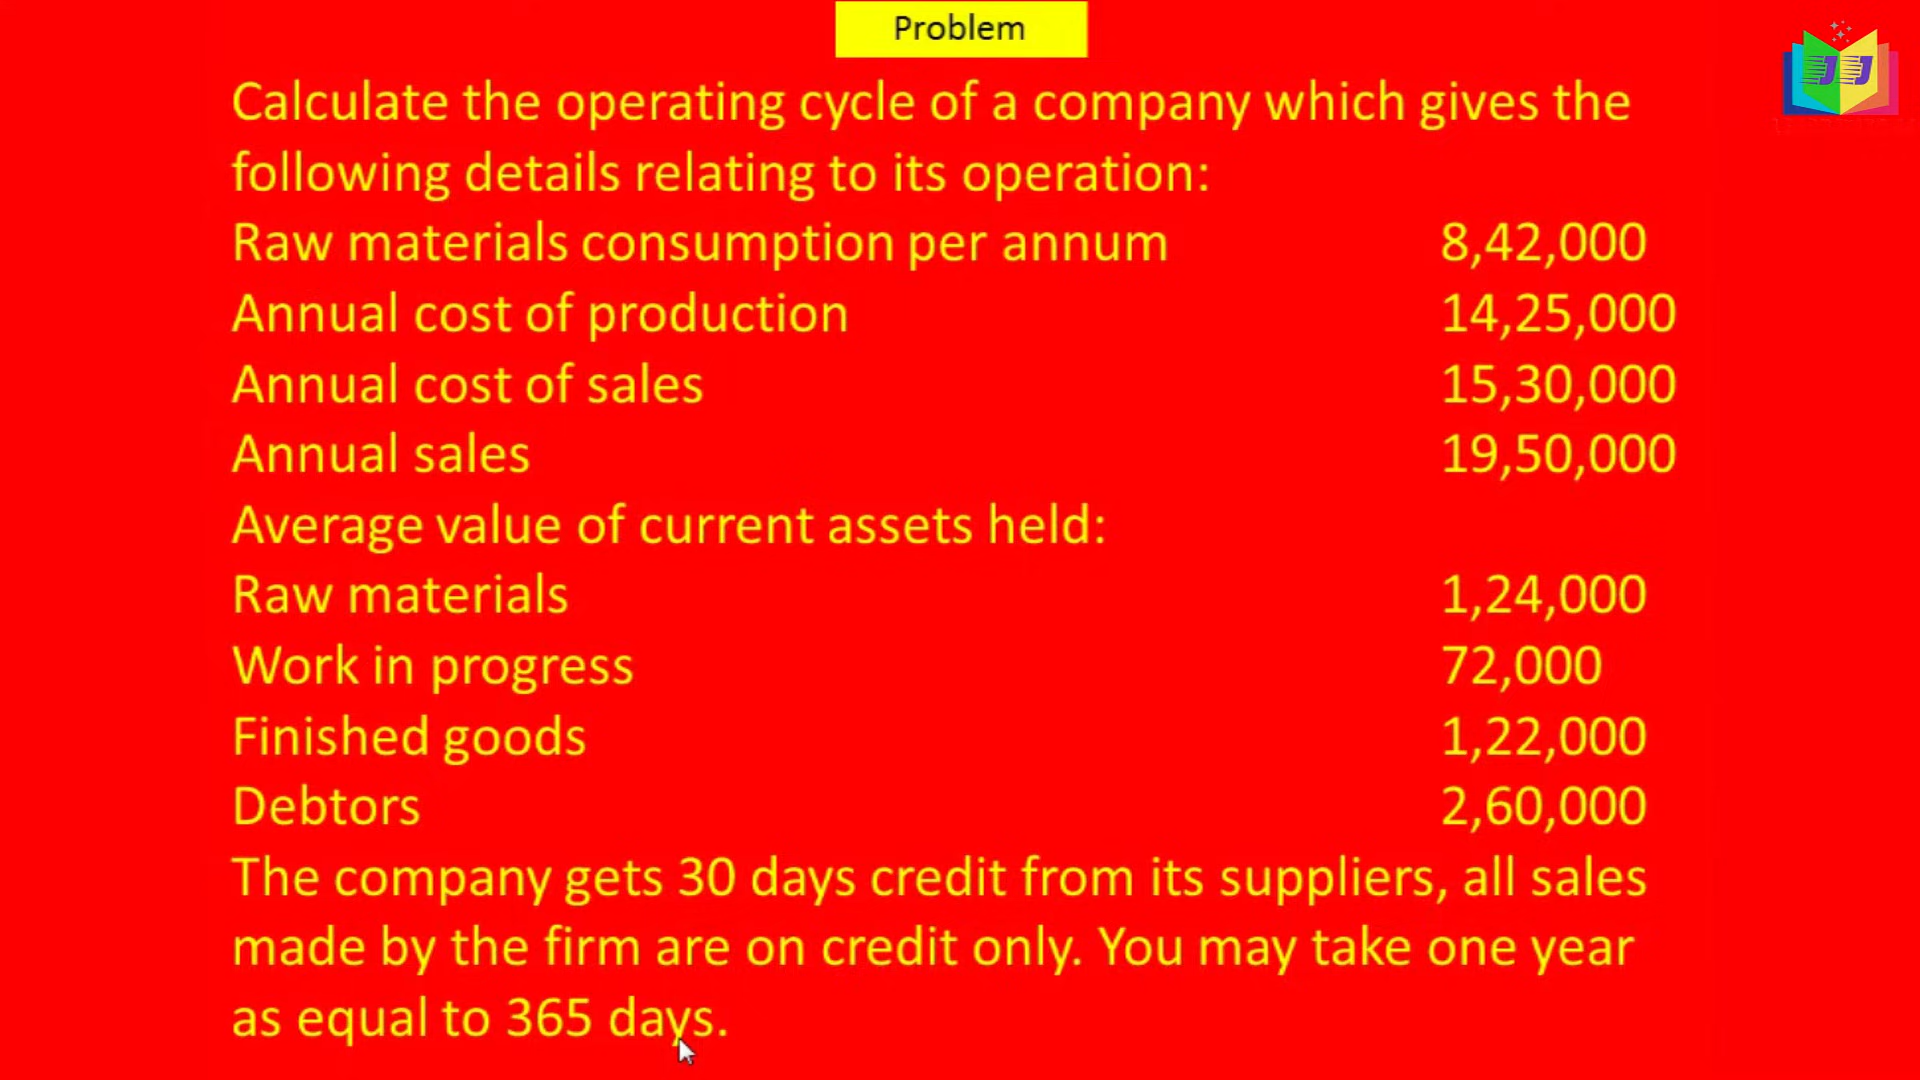 Problem
Calculate the operating cycle of a company which gives the
following details relating to its operation:
Raw materials consumption per annum 8,42,000
Annual cost of production 14,25,000
Annual cost of sales 15,30,000
Annual sales 19,50,000
Average value of current assets held:
Raw materials 1,24,000
Work in progress 72,000
Finished goods 1,22,000
Debtors 2,60,000
The company gets 30 days credit from its suppliers, all sales
made by the firm are on credit only. You may take one year
as equal to 365 days.